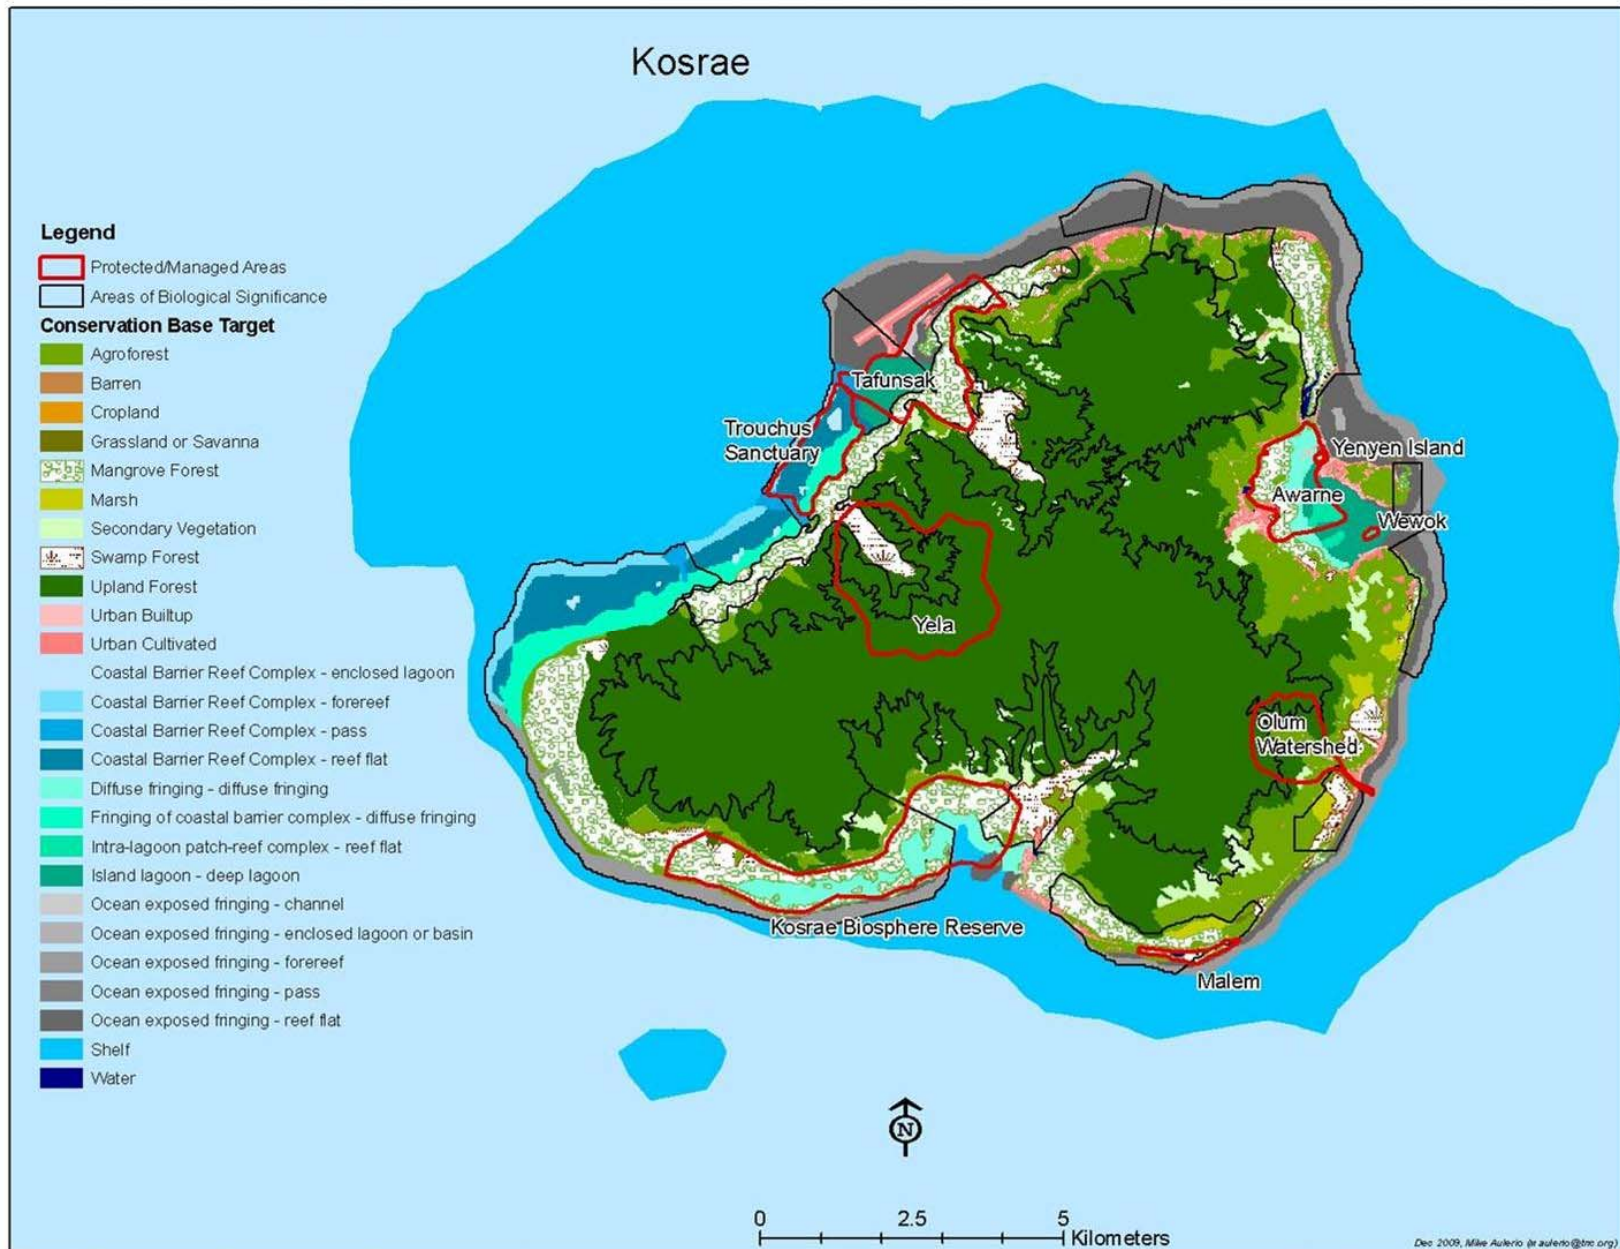 Kosrae
Legend
Protected/Managed Areas
Areas of Biological Significance
Conservation Base Target
Agroforest
Barren
Cropland
Grassland or Savanna
Mangrove Forest
Marsh
Secondary Vegetation
Swamp Forest
Upland Forest
Urban Builtup
Urban Cultivated
Coastal Barrier Reef Complex - enclosed lagoon
Coastal Barrier Reef Complex - forereef
Coastal Barrier Reef Complex - pass
Coastal Barrier Reef Complex - reef flat
Diffuse fringing - diffuse fringing
Fringing of coastal barrier complex - diffuse fringing
Intra-lagoon patch-reef complex - reef flat
Island lagoon - deep lagoon
Ocean exposed fringing - channel
Ocean exposed fringing - enclosed lagoon or basin
Ocean exposed fringing - forereef
Ocean exposed fringing - pass
Ocean exposed fringing - reef flat
Shelf
Water
Tafunsak
Trouchus
Sanctuary
Yenyen Island
Awarne
Wewok
Yela
Olum
Watershed
Kosrae Biosphere Reserve
Malem
N
0 2.5 5
Kilometers
Dec 2009, Mike Aulerio